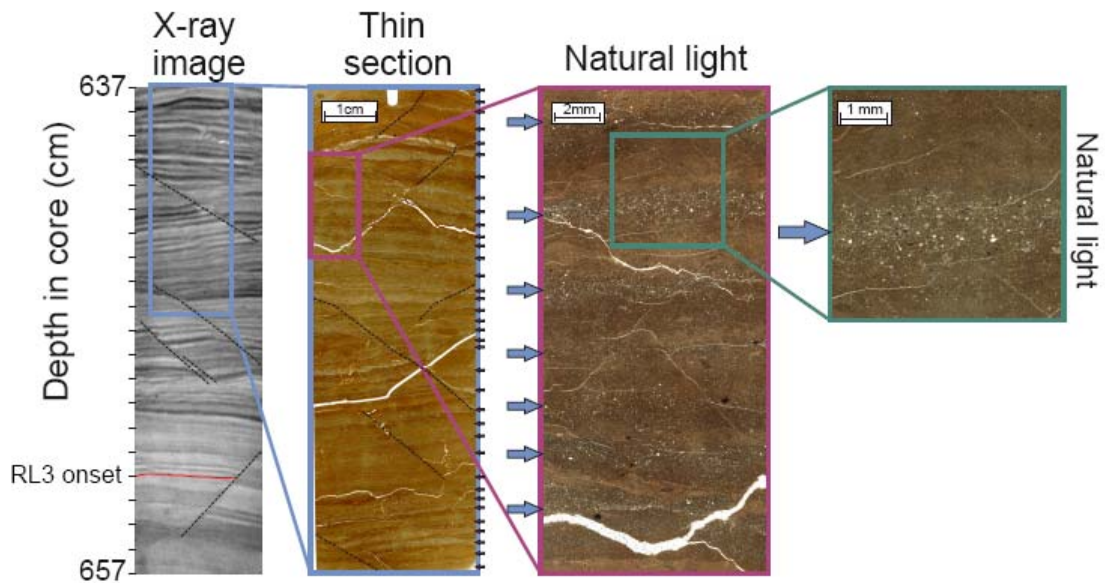 X-ray
image
Thin
section
Natural light
637
1cm
2mm
1 mm
Depth in core (cm)
Natural light
RL3 onset
657